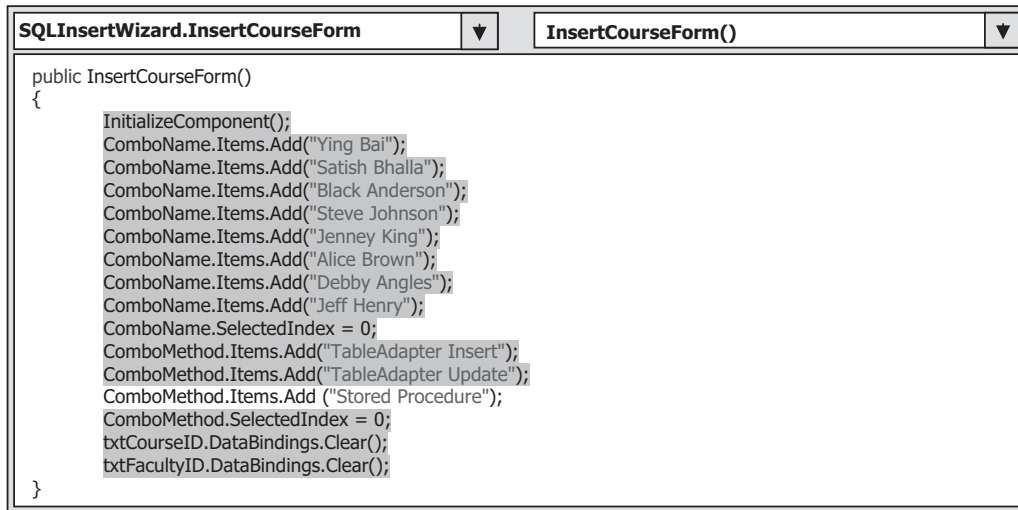 SQLInsertWizard.InsertCourseForm InsertCourseForm()
public InsertCourseForm()
{
InitializeComponent();
ComboName.Items.Add("Ying Bai");
ComboName.Items.Add("Satish Bhalla");
ComboName.Items.Add("Black Anderson");
ComboName.Items.Add("Steve Johnson");
ComboName.Items.Add("Jenney King");
ComboName.Items.Add("Alice Brown");
ComboName.Items.Add("Debby Angles");
ComboName.Items.Add("Jeff Henry");
ComboName.SelectedIndex = 0;
ComboMethod.Items.Add("TableAdapter Insert");
ComboMethod.Items.Add("TableAdapter Update");
ComboMethod.Items.Add ("Stored Procedure");
ComboMethod.SelectedIndex = 0;
txtCourseID.DataBindings.Clear();
txtFacultyID.DataBindings.Clear();
}